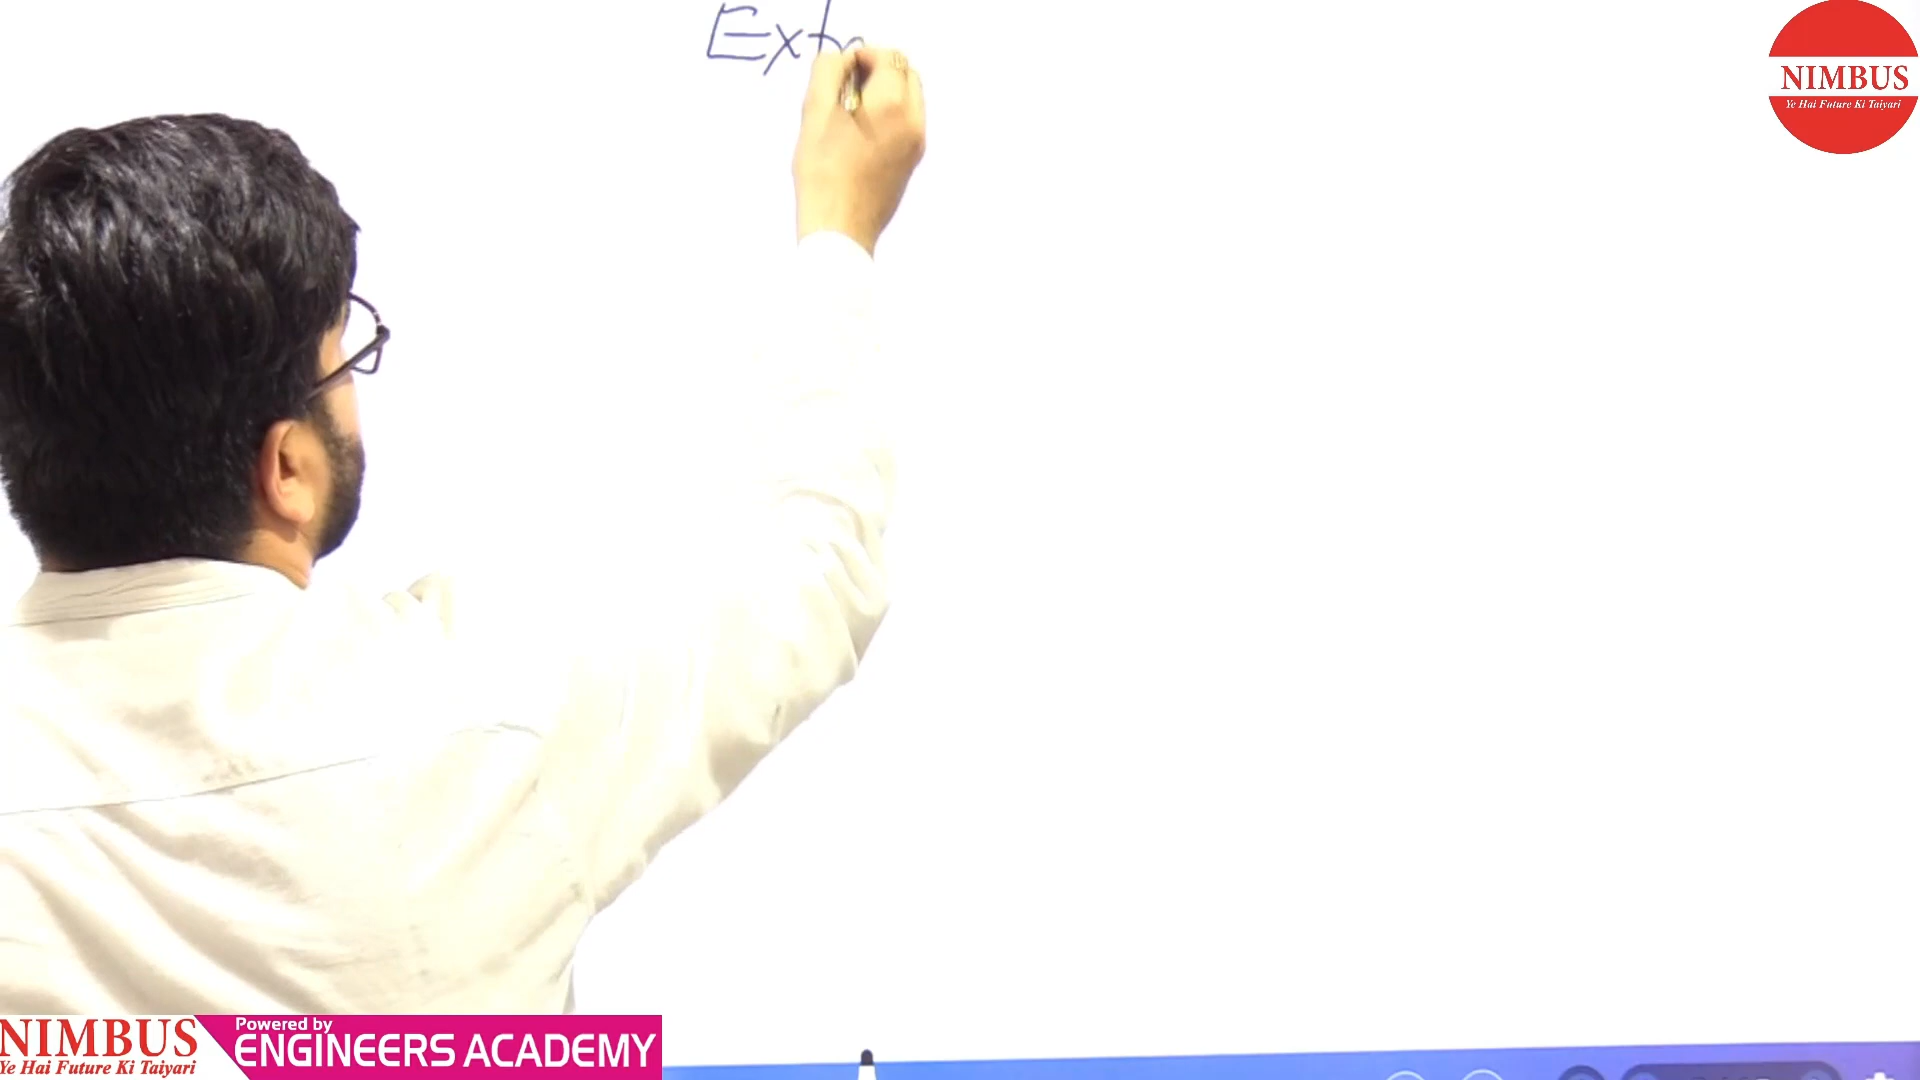 Ext
NIMBUS
Ye Hai Future Ki Taiyari
NIMBUS
Ye Hai Future Ki Taiyari
Powered by
ENGINEERS ACADEMY